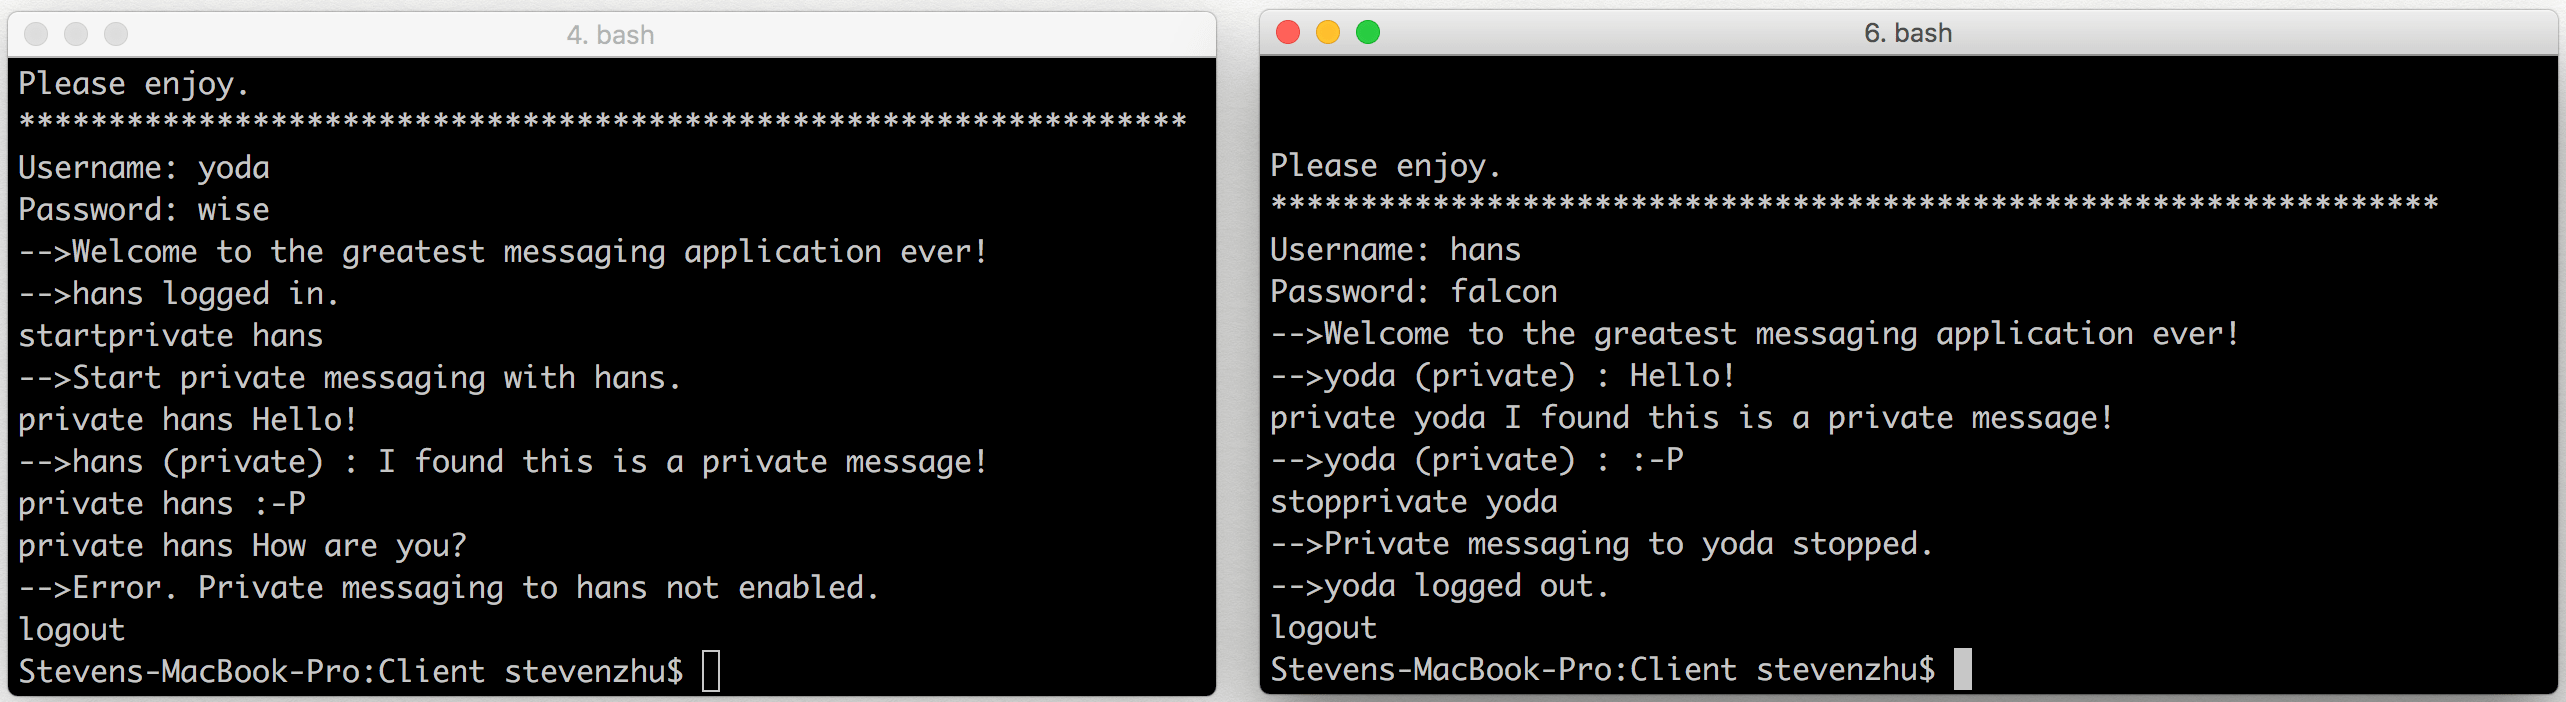 4. bash
Please enjoy.
*****************************************************************
Username: yoda
Password: wise
-->Welcome to the greatest messaging application ever!
-->hans logged in.
startprivate hans
-->Start private messaging with hans.
private hans Hello!
-->hans (private) : I found this is a private message!
private hans :-P
private hans How are you?
-->Error. Private messaging to hans not enabled.
logout
Stevens-MacBook-Pro:Client stevenzhu$
6. bash
Please enjoy.
*****************************************************************
Username: hans
Password: falcon
-->Welcome to the greatest messaging application ever!
-->yoda (private) : Hello!
private yoda I found this is a private message!
-->yoda (private) : :-P
stopprivate yoda
-->Private messaging to yoda stopped.
-->yoda logged out.
logout
Stevens-MacBook-Pro:Client stevenzhu$